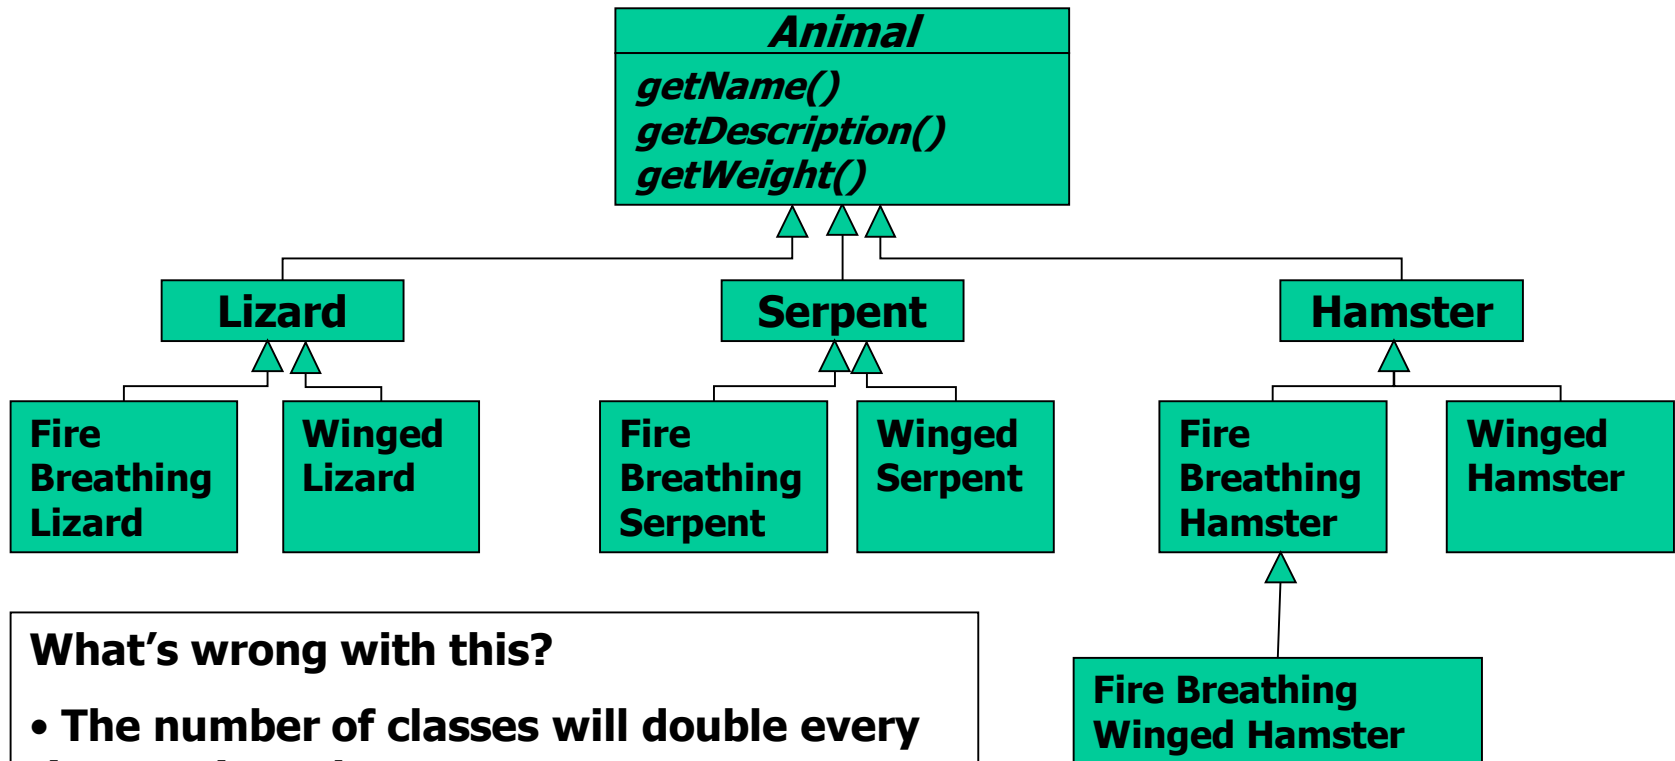 Animal
getName()
getDescription()
getWeight()
Lizard
Serpent
Hamster
Fire
Breathing
Lizard
Winged
Lizard
Fire
Breathing
Serpent
Winged
Serpent
Fire
Breathing
Hamster
Winged
Hamster
What’s wrong with this?
• The number of classes will double every
Fire Breathing
Winged Hamster